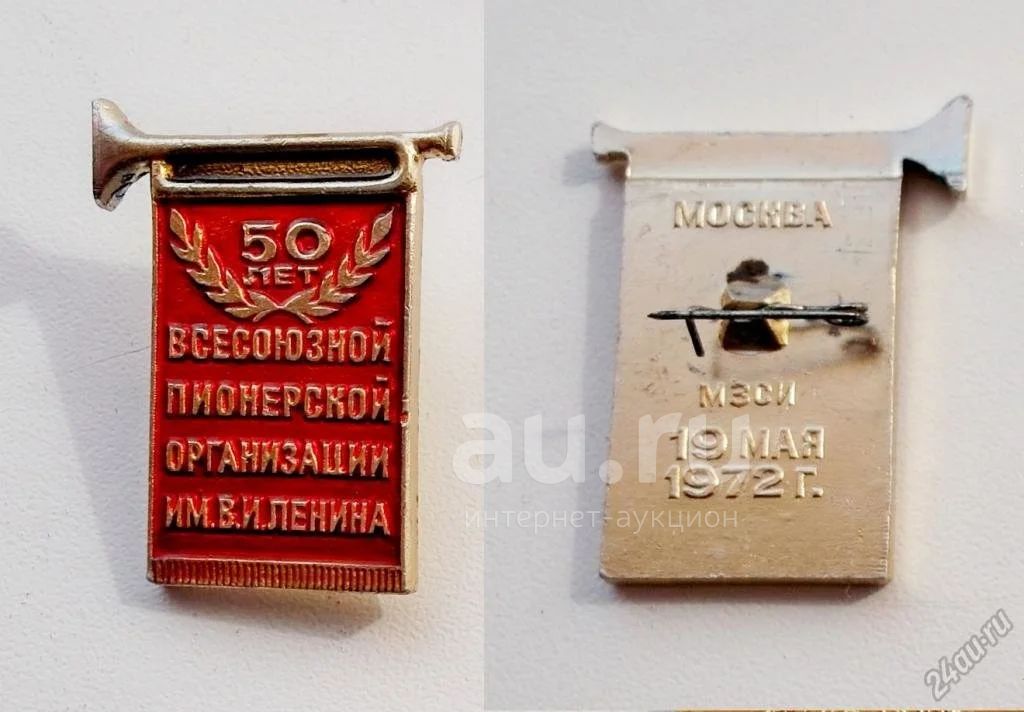 50
ЛЕТ
ВСЕСОЮЗНОЙ
ПИОНЕРСКОЙ
ОРГАНИЗАЦИИ
ИМ.В.И.ЛЕНИНА
МОСКВА
МЗСИ
19 МАЯ
1972 Г.
au.ru
интернет-аукцион
24au.ru